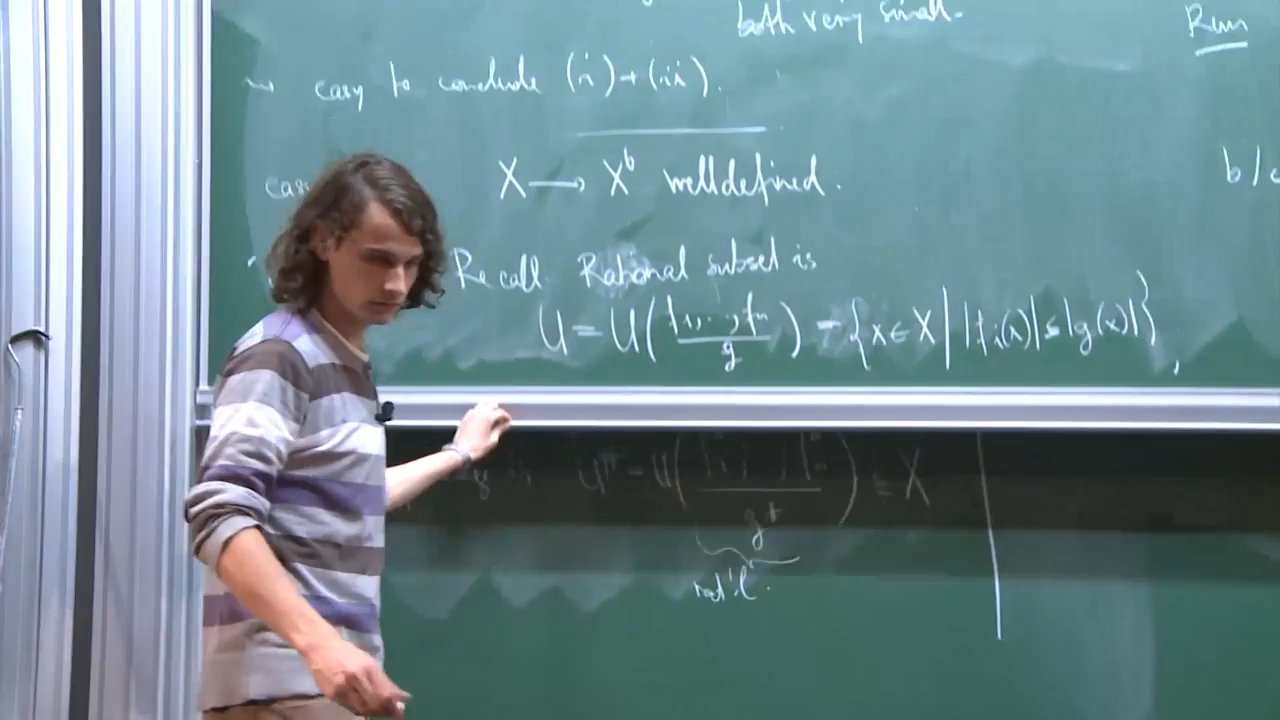 both very small.
Rem
⇝ easy to conclude (i)+(ii).
X → X^b welldefined.
b/c
Recall. Rational subset is
U = U(f₁,..,fₙ/g) = {x ∈ X | |fᵢ(x)| ≤ |g(x)|},
U^# = U( / g^#) ⊆ X
rat'l.